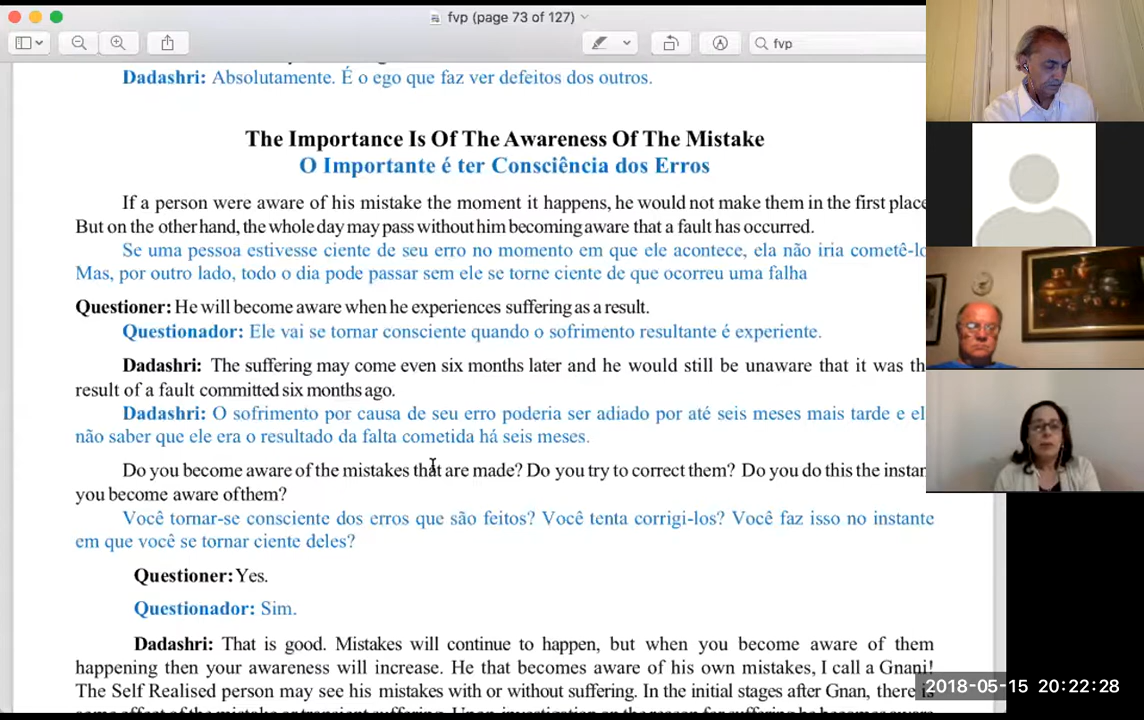 fvp (page 73 of 127)
fvp
Dadashri: Absolutamente. É o ego que faz ver defeitos dos outros.
The Importance Is Of The Awareness Of The Mistake
O Importante é ter Consciência dos Erros
If a person were aware of his mistake the moment it happens, he would not make them in the first place
But on the other hand, the whole day may pass without him becoming aware that a fault has occurred.
Se uma pessoa estivesse ciente de seu erro no momento em que ele acontece, ela não iria cometê-lo
Mas, por outro lado, todo o dia pode passar sem ele se torne ciente de que ocorreu uma falha
Questioner: He will become aware when he experiences suffering as a result.
Questionador: Ele vai se tornar consciente quando o sofrimento resultante é experiente.
Dadashri: The suffering may come even six months later and he would still be unaware that it was th
result of a fault committed six months ago.
Dadashri: O sofrimento por causa de seu erro poderia ser adiado por até seis meses mais tarde e el
não saber que ele era o resultado da falta cometida há seis meses.
Do you become aware of the mistakes that are made? Do you try to correct them? Do you do this the instan
you become aware of them?
Você tornar-se consciente dos erros que são feitos? Você tenta corrigi-los? Você faz isso no instante
em que você se tornar ciente deles?
Questioner: Yes.
Questionador: Sim.
Dadashri: That is good. Mistakes will continue to happen, but when you become aware of them
happening then your awareness will increase. He that becomes aware of his own mistakes, I call a Gnani!
The Self Realised person may see his mistakes with or without suffering. In the initial stages after Gnan, there
2018-05-15 20:22:28